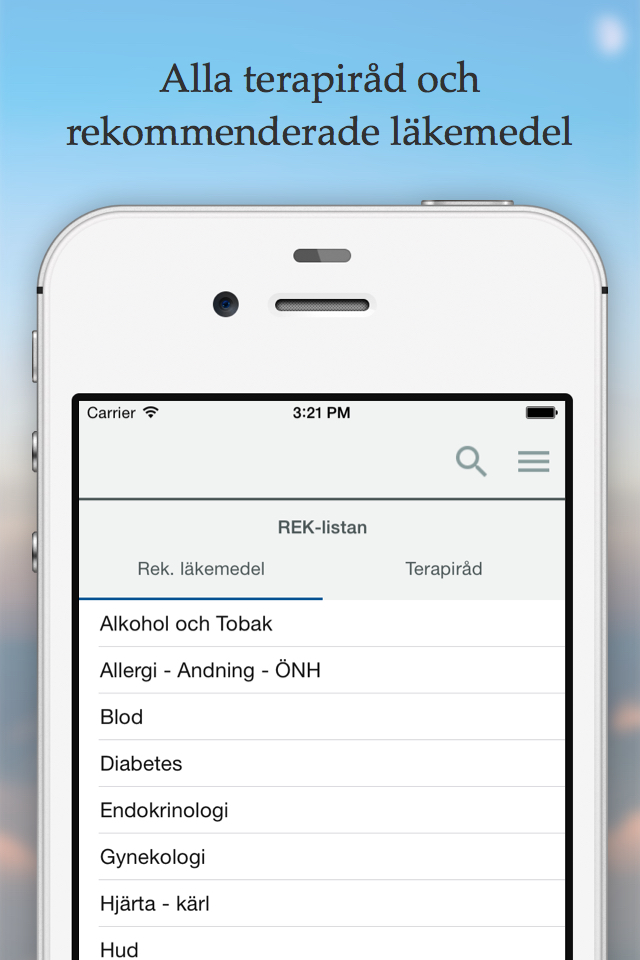 Alla terapiråd och
rekommenderade läkemedel
Carrier 3:21 PM
REK-listan
Rek. läkemedel Terapiråd
Alkohol och Tobak
Allergi - Andning - ÖNH
Blod
Diabetes
Endokrinologi
Gynekologi
Hjärta - kärl
Hud